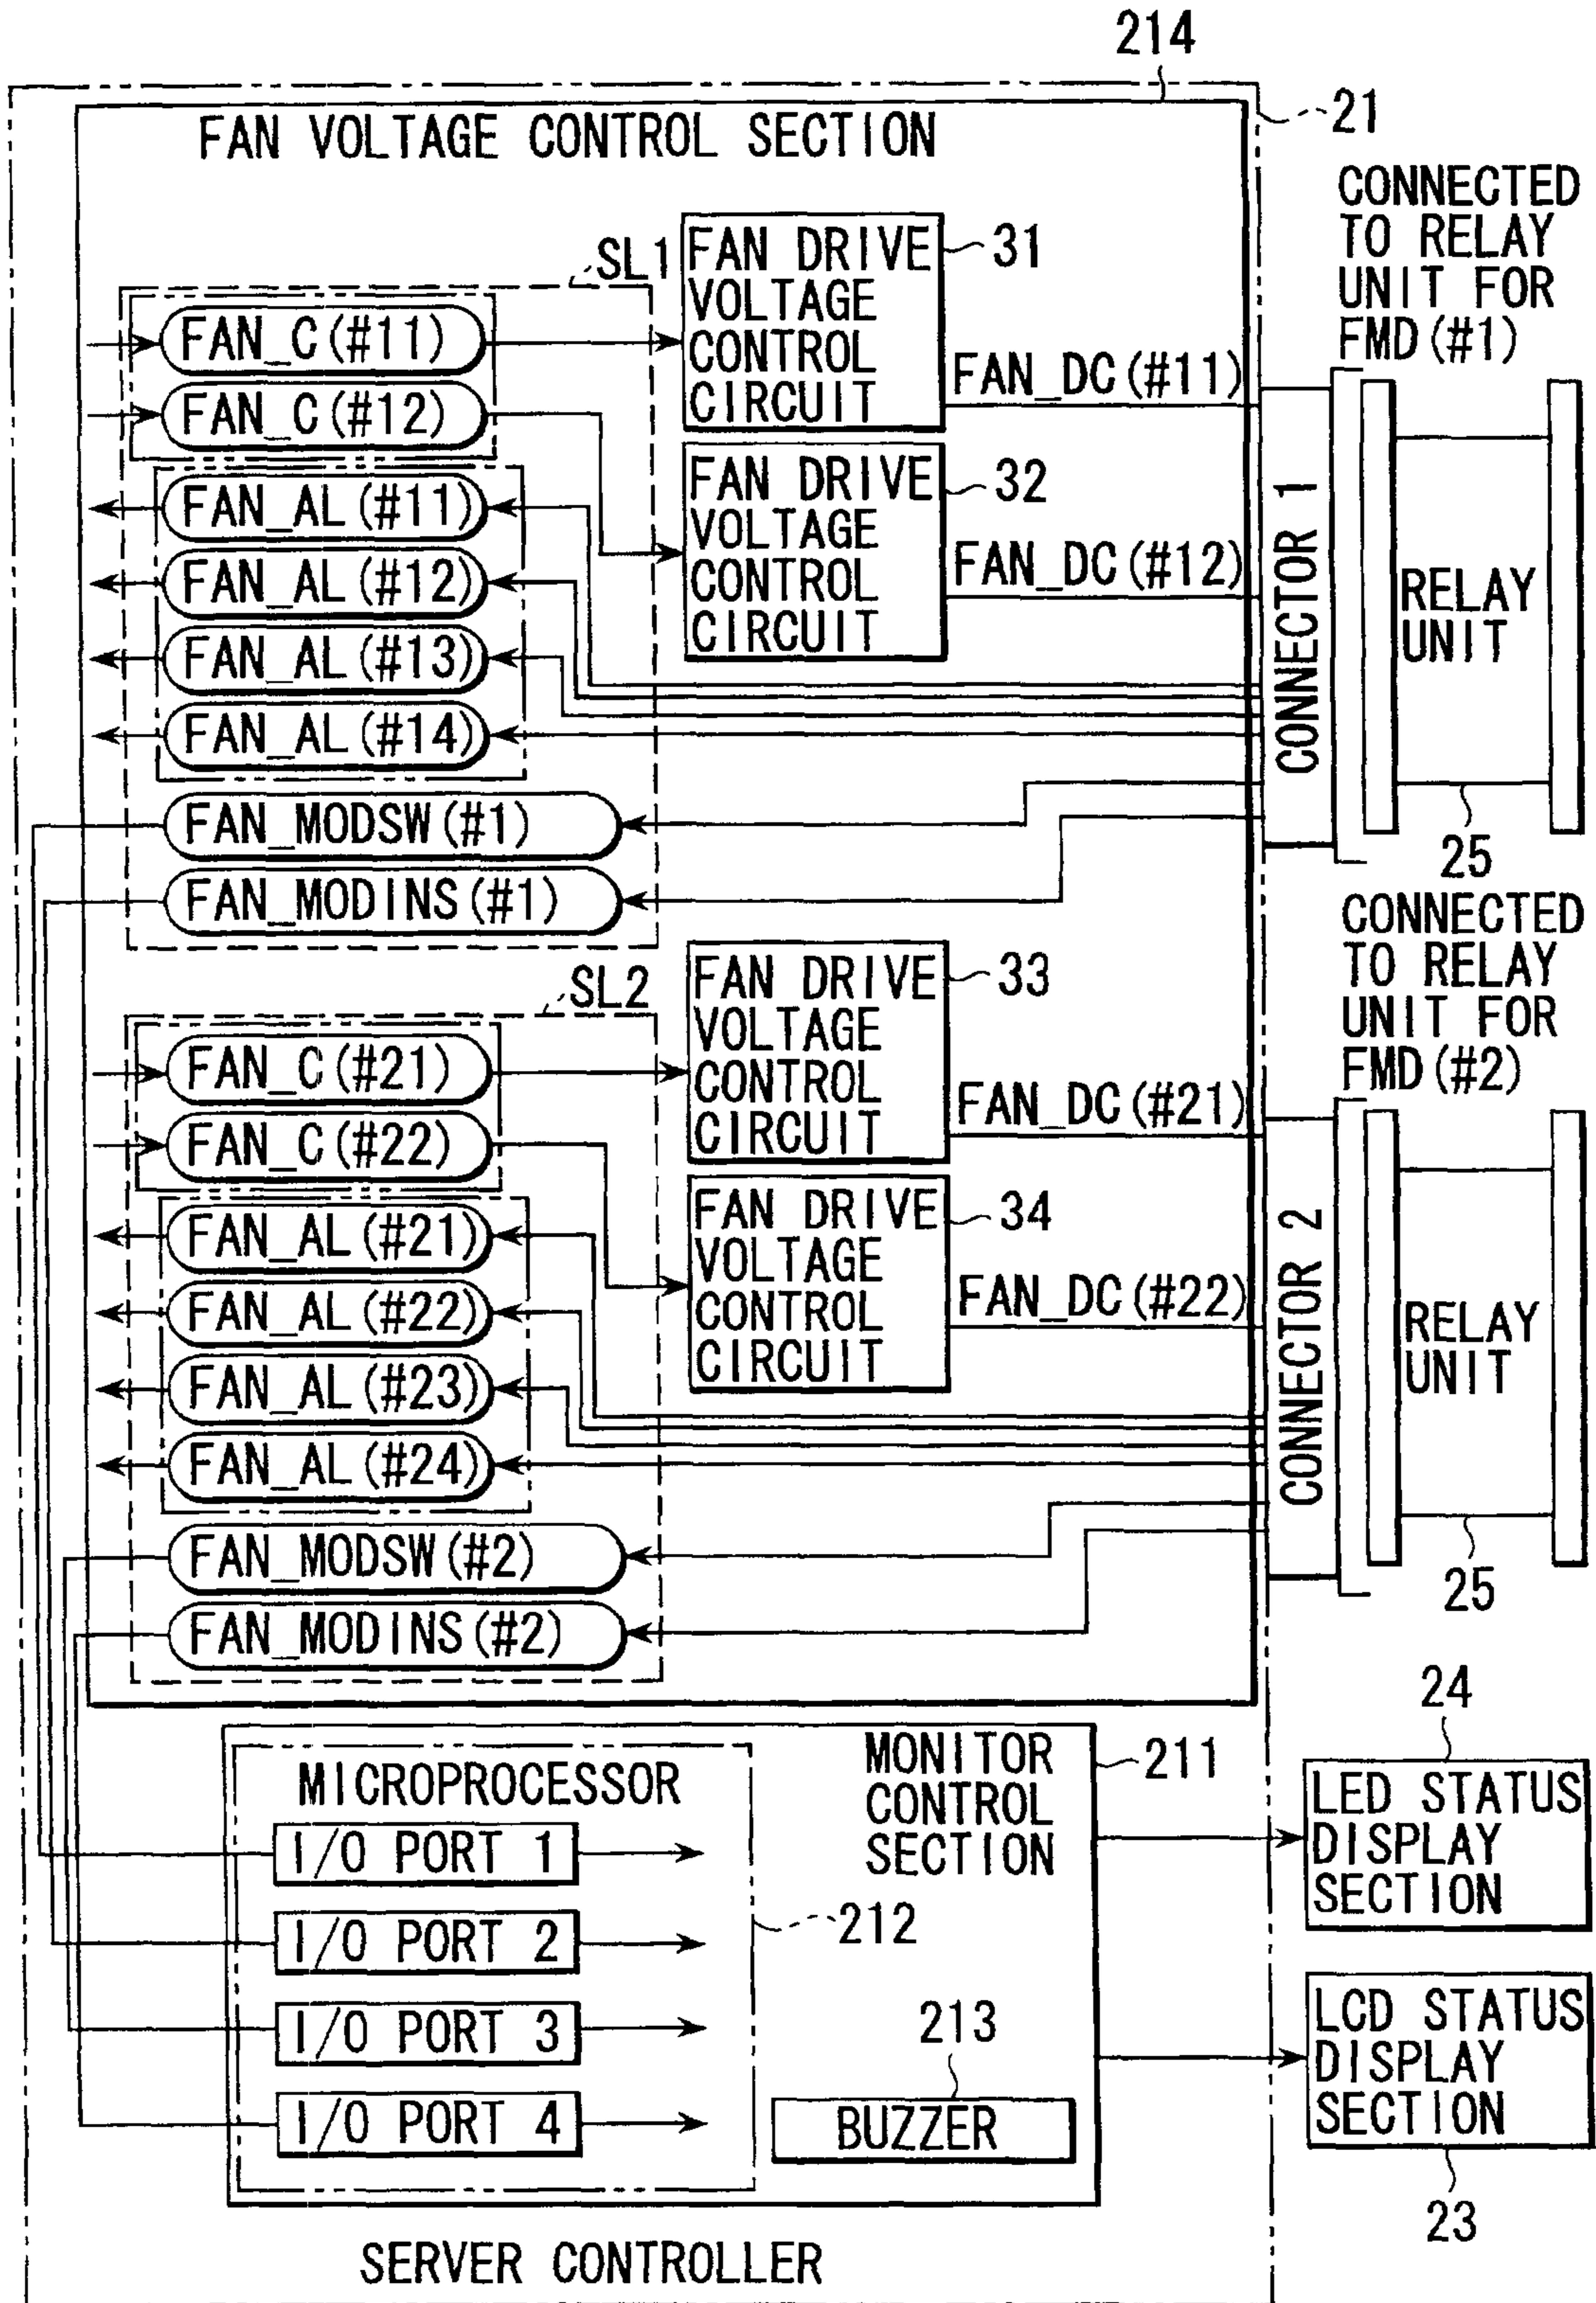 214
21
FAN VOLTAGE CONTROL SECTION
CONNECTED
TO RELAY
UNIT FOR
FMD(#1)
SL1
FAN DRIVE
VOLTAGE
CONTROL
CIRCUIT
31
FAN_C(#11)
FAN_C(#12)
FAN_DC(#11)
FAN_AL(#11)
FAN_AL(#12)
FAN_AL(#13)
FAN_AL(#14)
FAN DRIVE
VOLTAGE
CONTROL
CIRCUIT
32
FAN_DC(#12)
CONNECTOR 1
RELAY
UNIT
25
FAN_MODSW(#1)
FAN_MODINS(#1)
CONNECTED
TO RELAY
UNIT FOR
FMD(#2)
SL2
FAN DRIVE
VOLTAGE
CONTROL
CIRCUIT
33
FAN_C(#21)
FAN_C(#22)
FAN_DC(#21)
FAN_AL(#21)
FAN_AL(#22)
FAN_AL(#23)
FAN_AL(#24)
FAN DRIVE
VOLTAGE
CONTROL
CIRCUIT
34
FAN_DC(#22)
CONNECTOR 2
RELAY
UNIT
25
FAN_MODSW(#2)
FAN_MODINS(#2)
MICROPROCESSOR
I/O PORT 1
I/O PORT 2
I/O PORT 3
I/O PORT 4
212
MONITOR
CONTROL
SECTION
211
213
BUZZER
24
LED STATUS
DISPLAY
SECTION
LCD STATUS
DISPLAY
SECTION
23
SERVER CONTROLLER